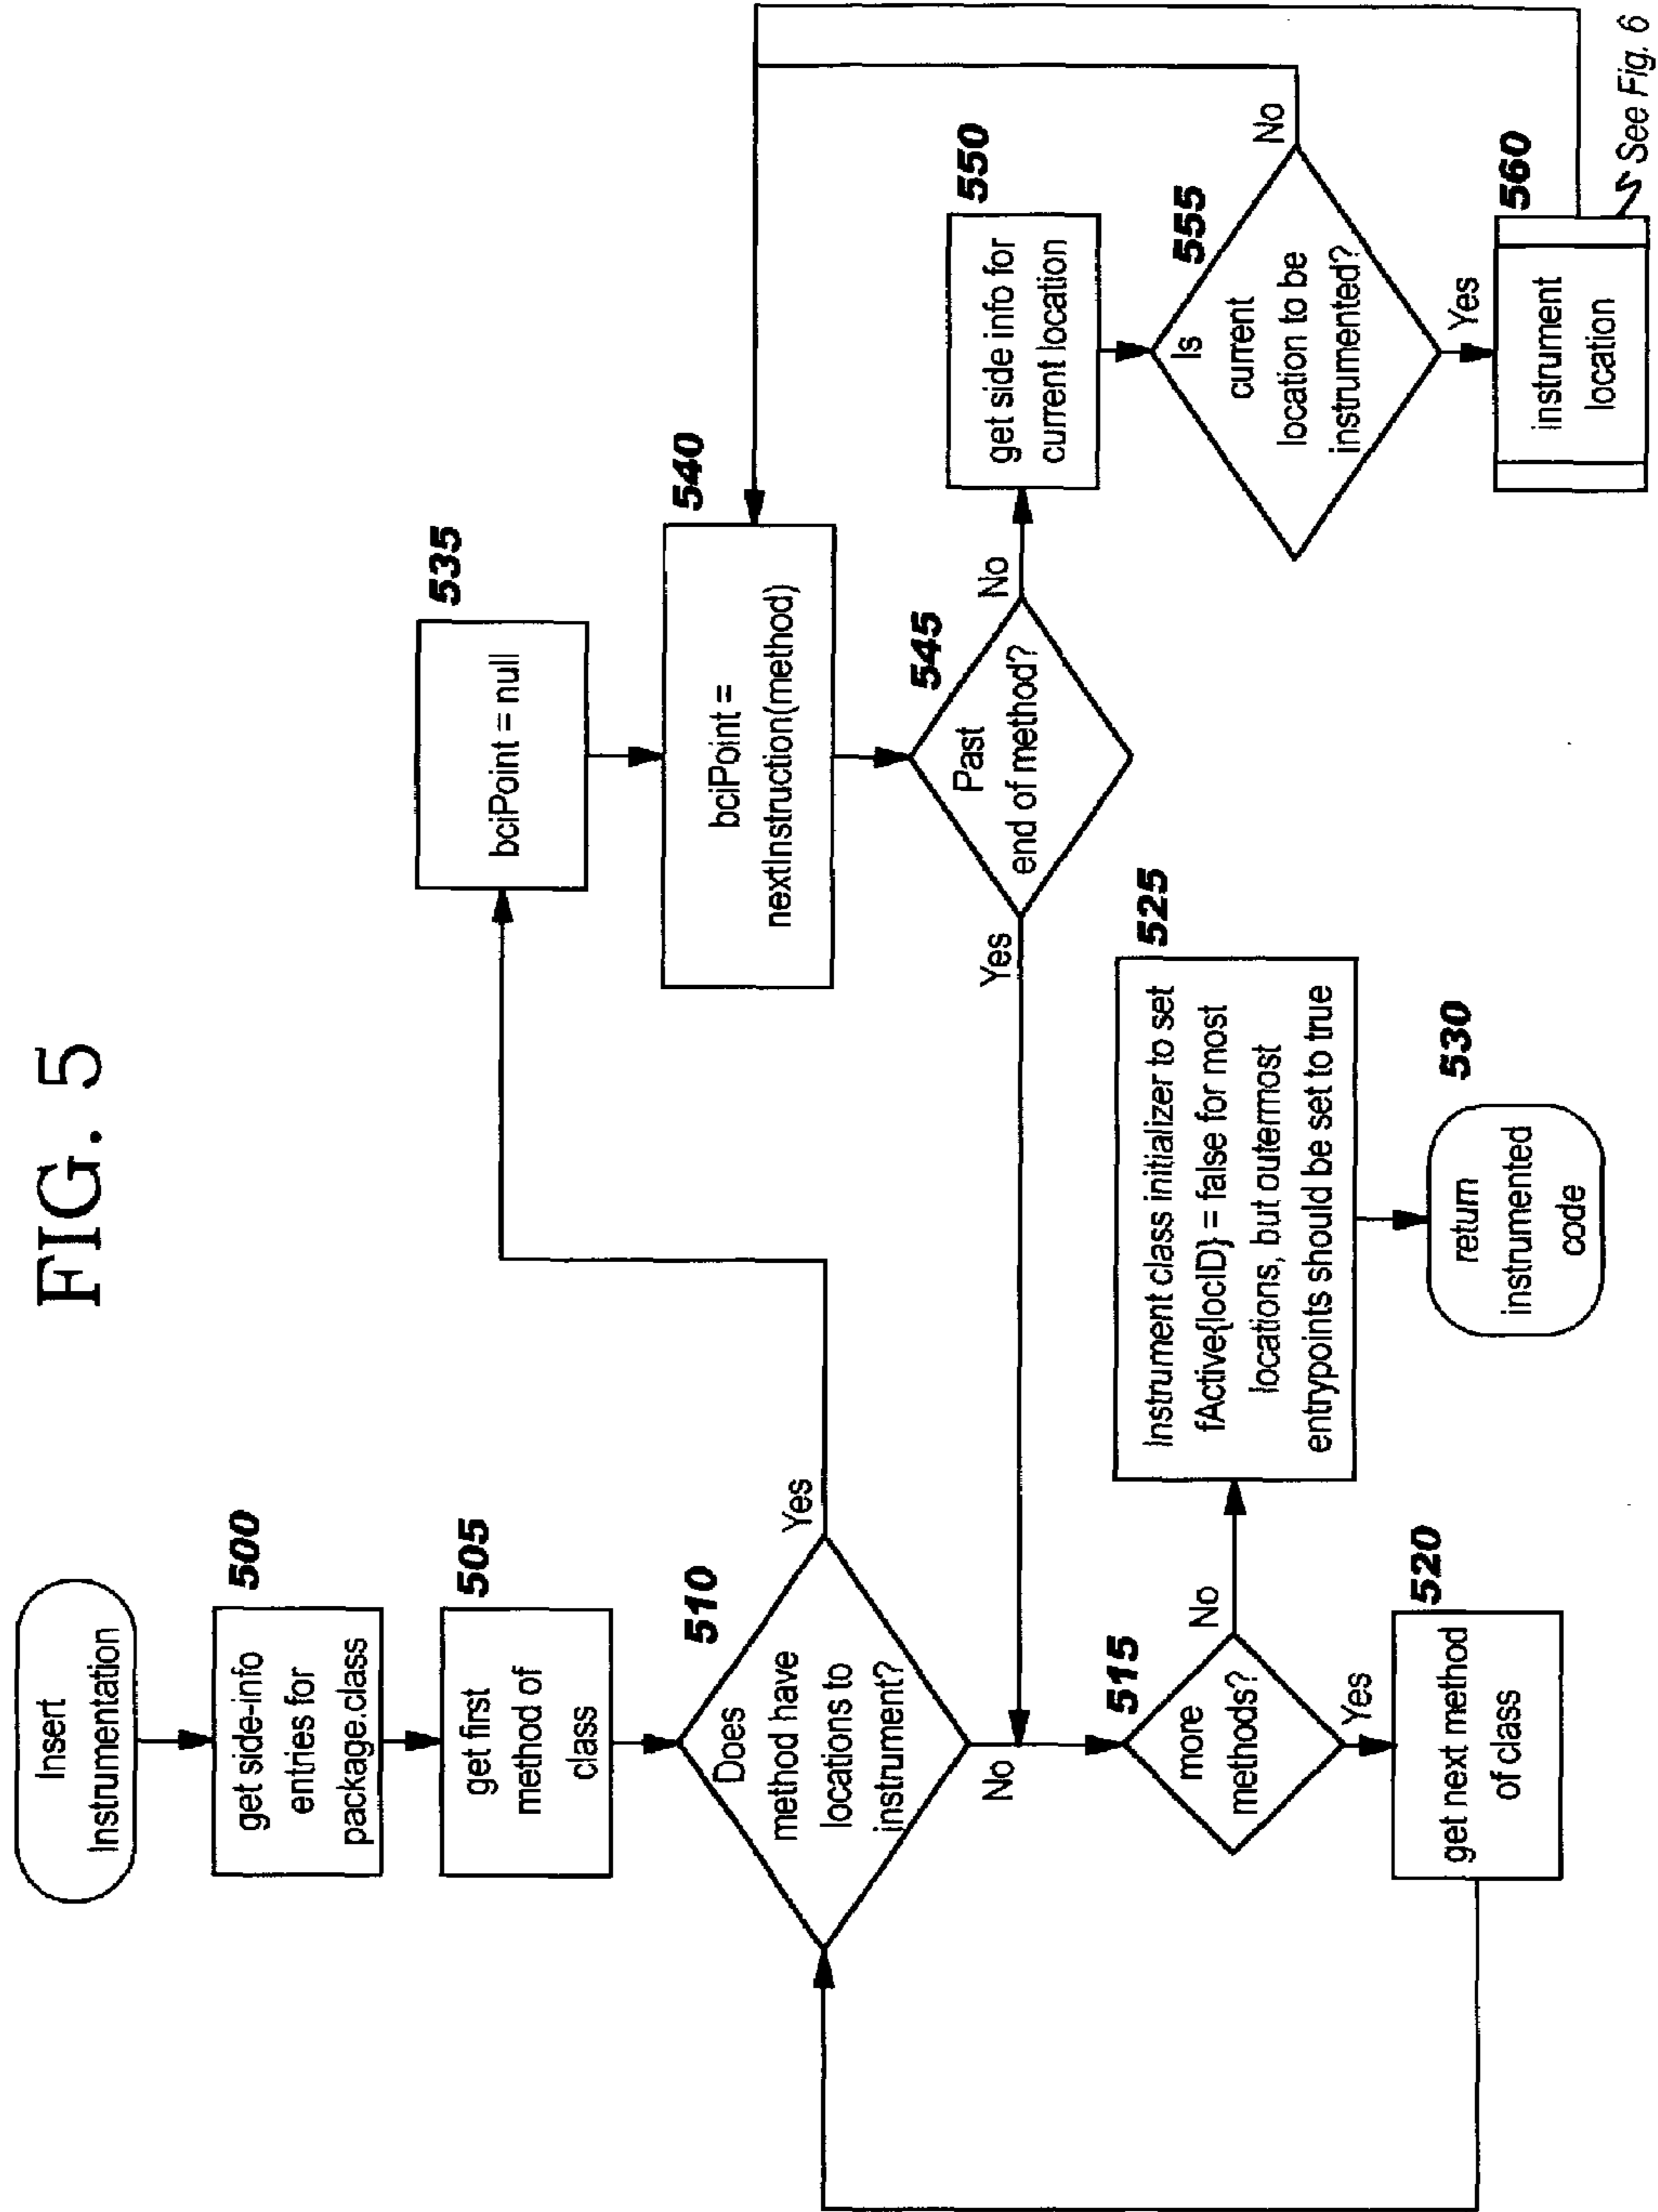 FIG. 5
Insert
Instrumentation
500
get side-info
entries for
package.class
505
get first
method of
class
510
Does
method have
locations to
instrument?
Yes
No
515
more
methods?
No
Yes
520
get next method
of class
525
Instrument class initializer to set
fActive{locID} = false for most
locations, but outermost
entrypoints should be set to true
530
return
instrumented
code
535
bciPoint = null
540
bciPoint =
nextInstruction(method)
545
Past
end of method?
Yes
No
550
get side info for
current location
555
Is
current
location to be
instrumented?
No
Yes
560
instrument
location
See Fig. 6